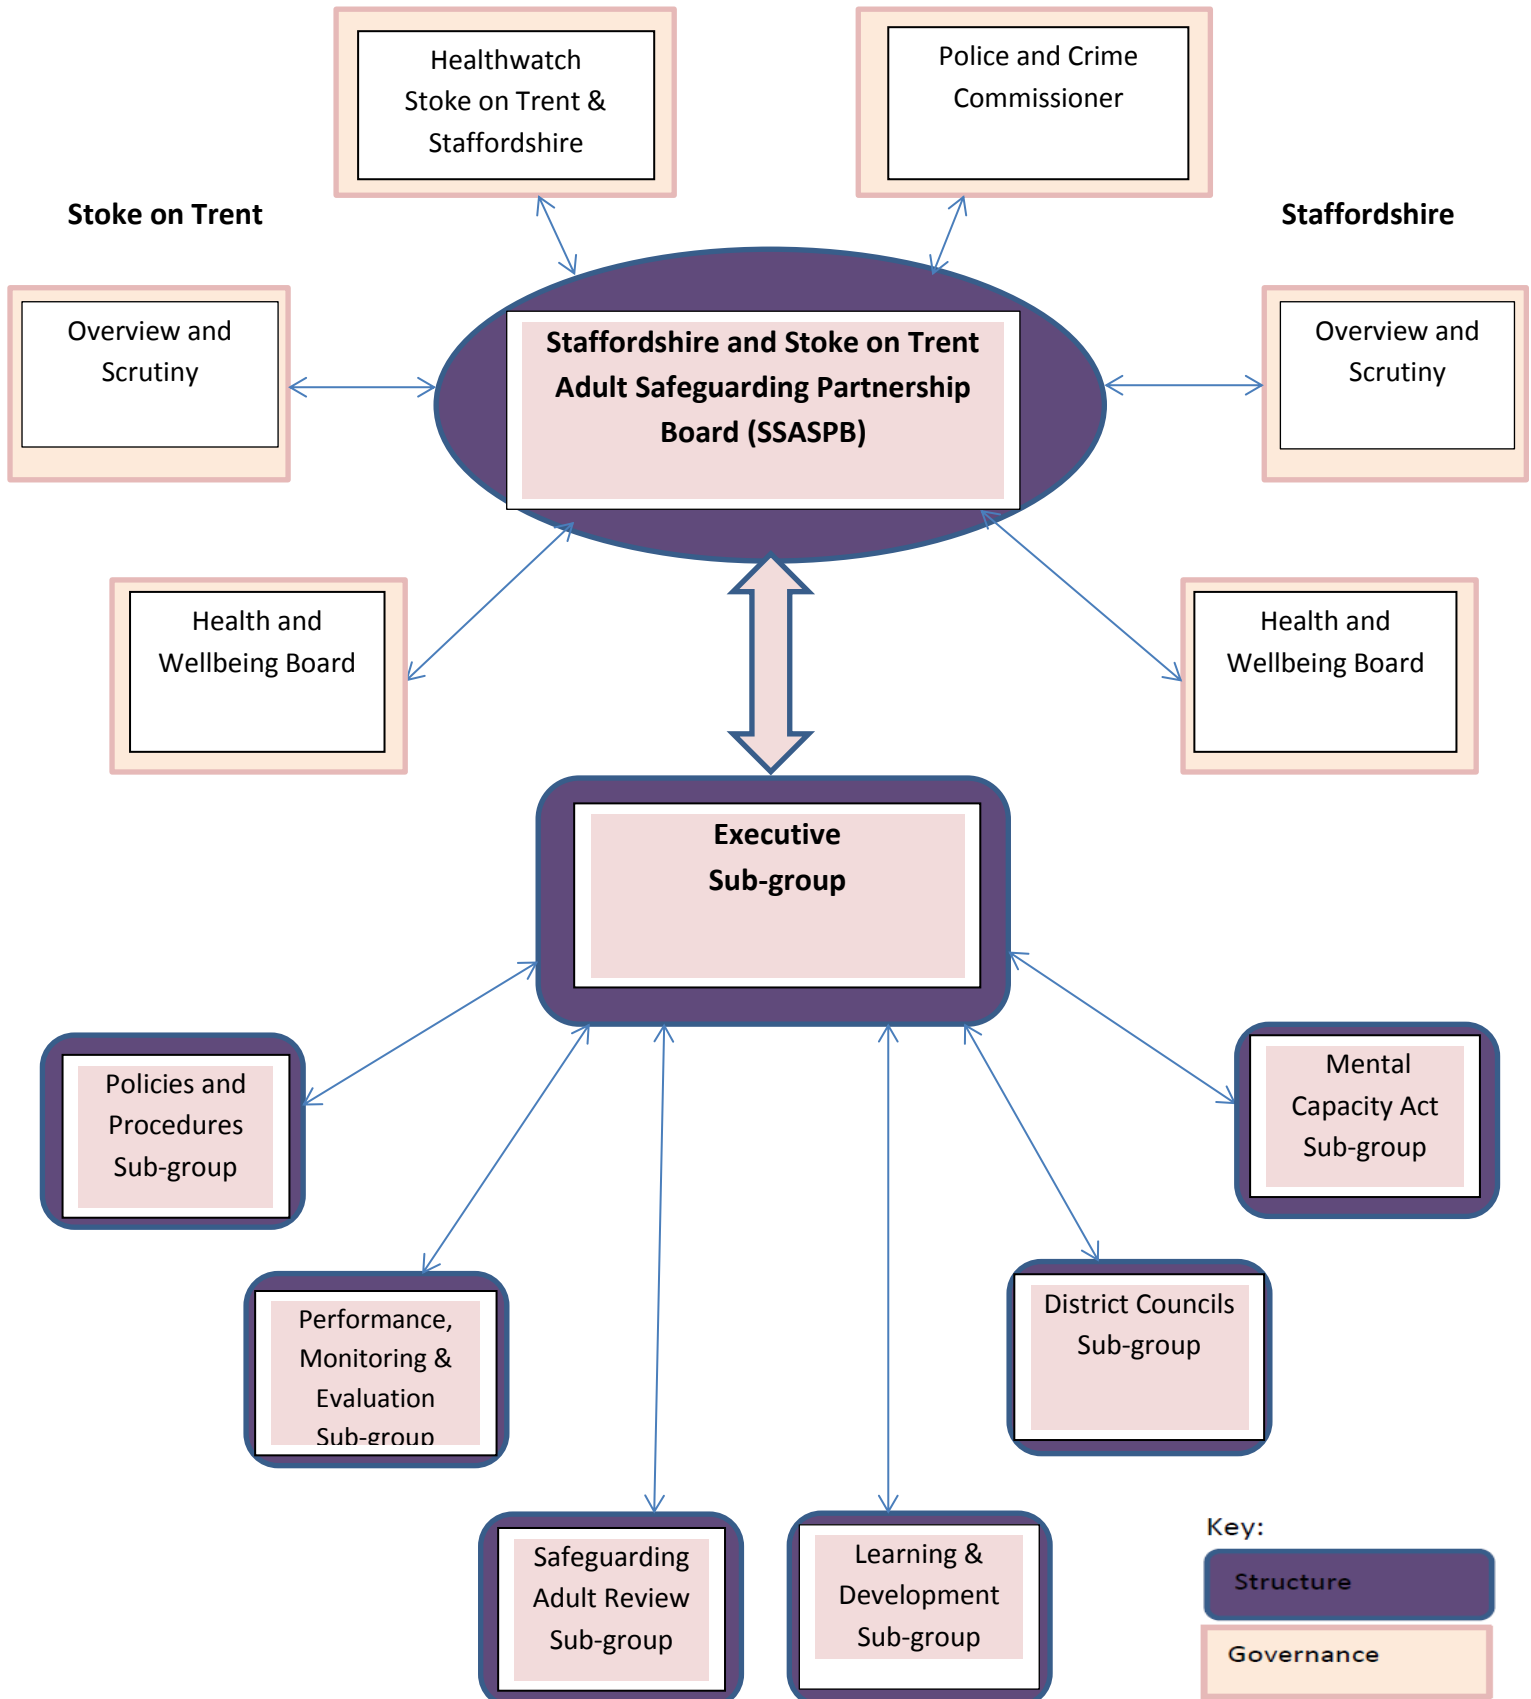 Healthwatch
Stoke on Trent &
Staffordshire
Police and Crime
Commissioner
Stoke on Trent
Staffordshire
Overview and
Scrutiny
Staffordshire and Stoke on Trent
Adult Safeguarding Partnership
Board (SSASPB)
Overview and
Scrutiny
Health and
Wellbeing Board
Health and
Wellbeing Board
Executive
Sub-group
Policies and
Procedures
Sub-group
Mental
Capacity Act
Sub-group
Performance,
Monitoring &
Evaluation
Sub-group
District Councils
Sub-group
Safeguarding
Adult Review
Sub-group
Learning &
Development
Sub-group
Key:
Structure
Governance